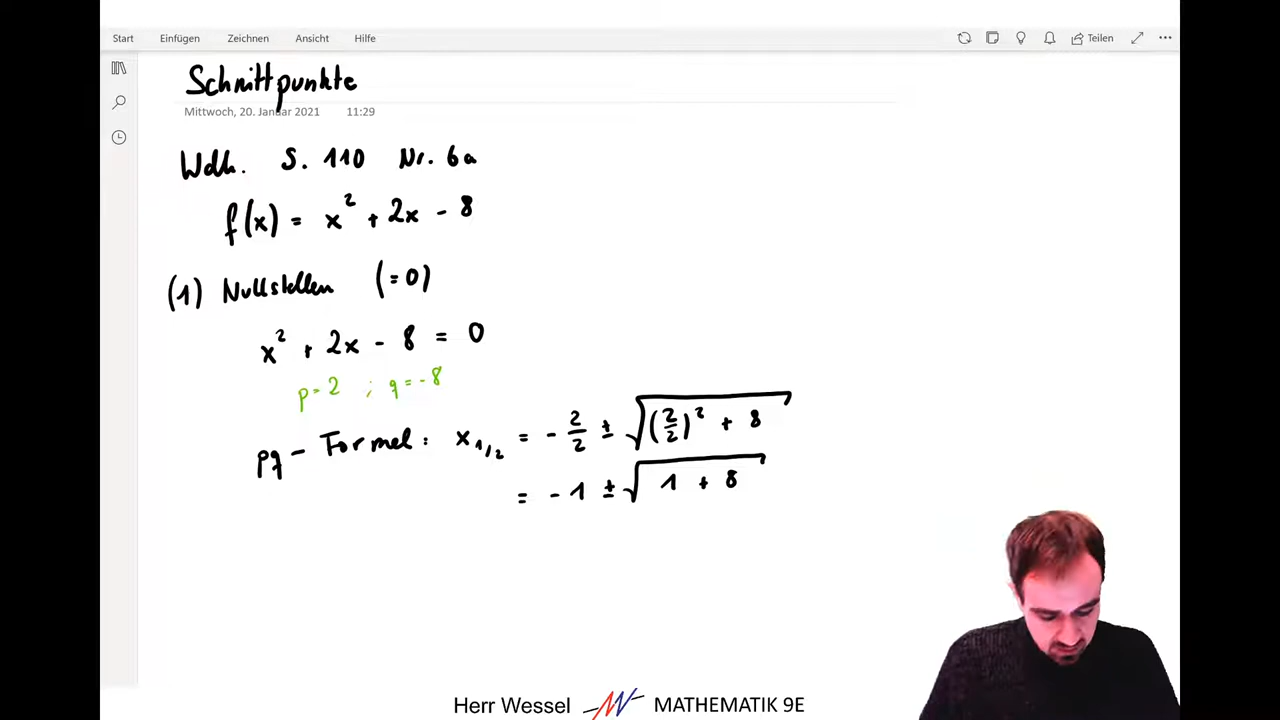 Start Einfügen Zeichnen Ansicht Hilfe Teilen
Schnittpunkte
Mittwoch, 20. Januar 2021 11:29
Wdh. S. 110 Nr. 6a
f(x) = x² + 2x - 8
(1) Nullstellen (=0)
x² + 2x - 8 = 0
p=2 ; q=-8
pq-Formel: x₁/₂ = - 2/2 ± √((2/2)² + 8)
= -1 ± √(1 + 8)
Herr Wessel MATHEMATIK 9E